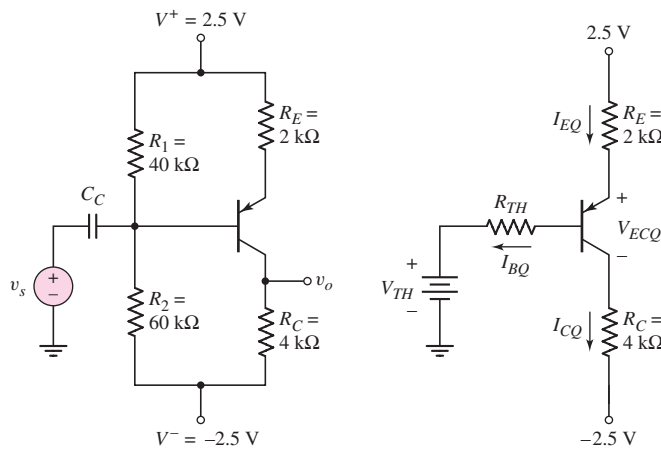 V⁺ = 2.5 V
R_E =
2 kΩ
R₁ =
40 kΩ
C_C
v_s
+
−
v_o
R₂ =
60 kΩ
R_C =
4 kΩ
V⁻ = −2.5 V
2.5 V
I_EQ
R_E =
2 kΩ
R_TH
+
V_ECQ
−
I_BQ
+
V_TH
−
I_CQ
R_C =
4 kΩ
−2.5 V